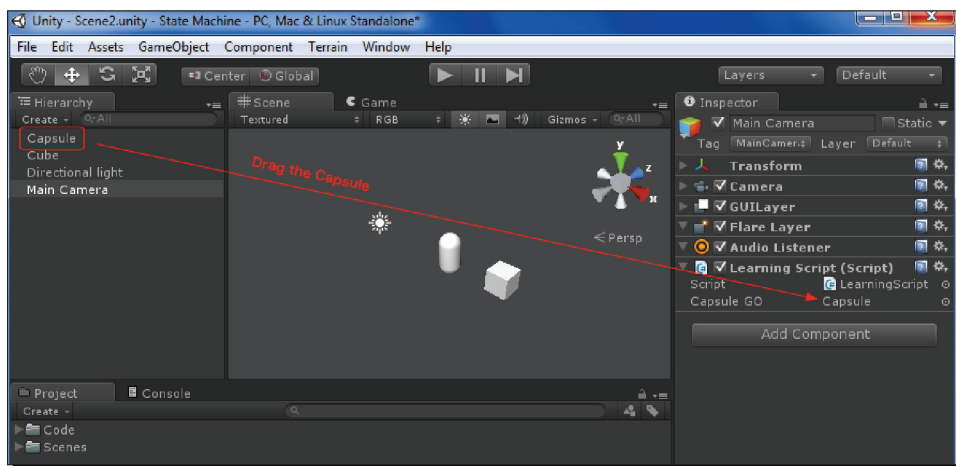 Unity - Scene2.unity - State Machine - PC, Mac & Linux Standalone*
File Edit Assets GameObject Component Terrain Window Help
Center Global
Layers Default
Hierarchy
Create All
Capsule
Cube
Directional light
Main Camera
Scene Game
Textured RGB Gizmos All
Drag the Capsule
y
z
x
Persp
Inspector
Main Camera Static
Tag MainCamer Layer Default
Transform
Camera
GUILayer
Flare Layer
Audio Listener
Learning Script (Script)
Script LearningScript
Capsule GO Capsule
Add Component
Project Console
Create
Code
Scenes